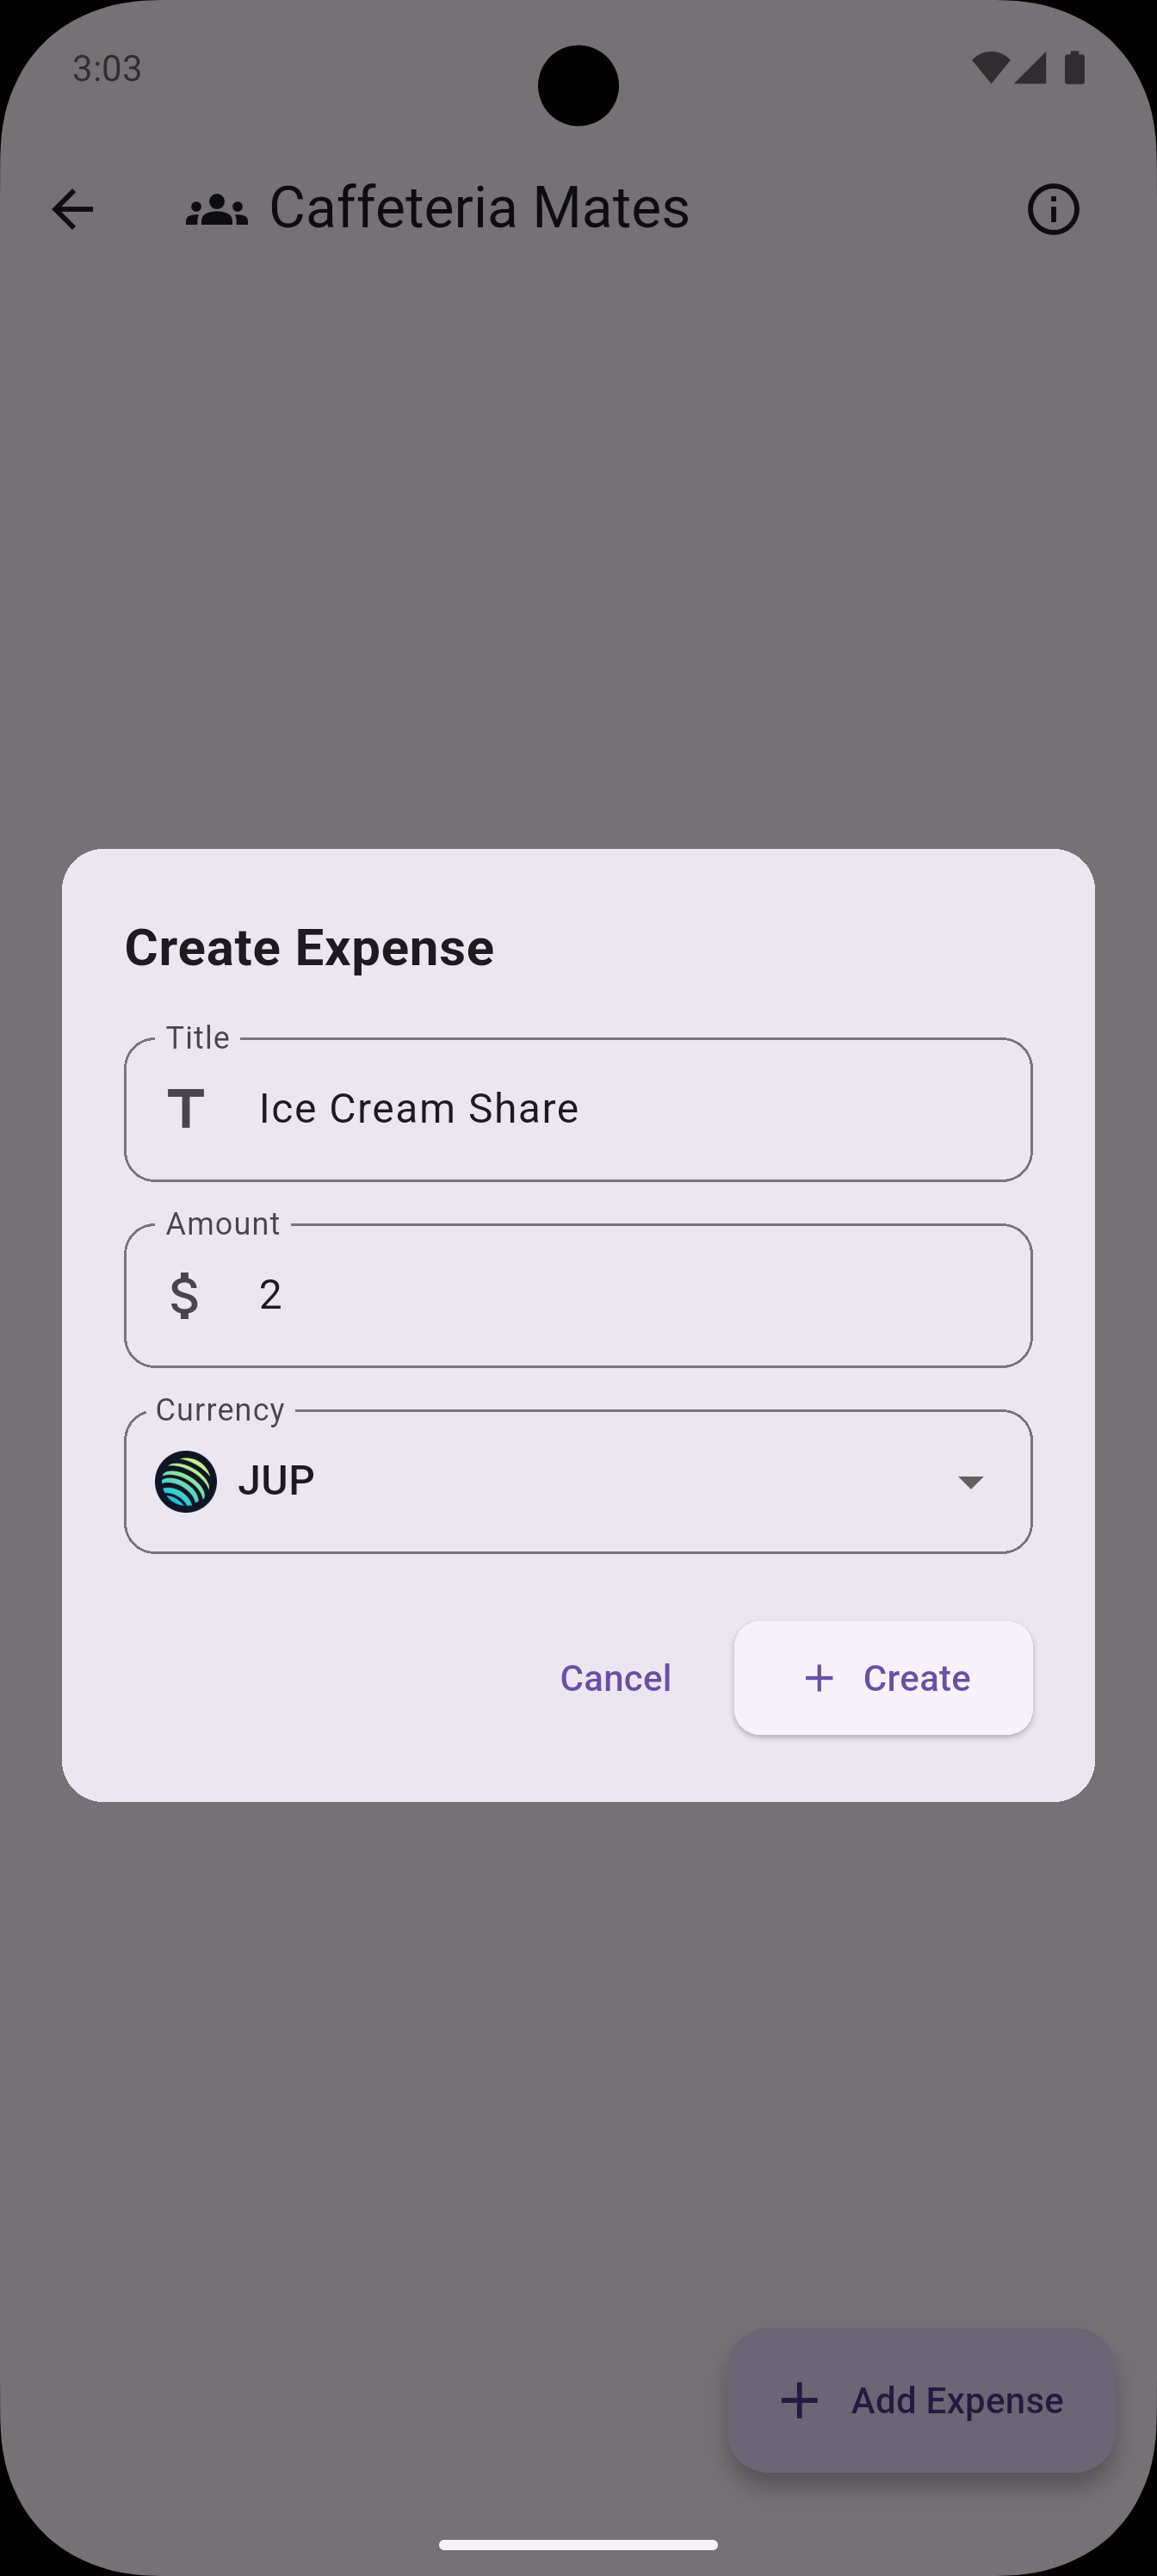 3:03
Caffeteria Mates
Create Expense
Title
Ice Cream Share
Amount
$ 2
Currency
JUP
Cancel
+ Create
+ Add Expense